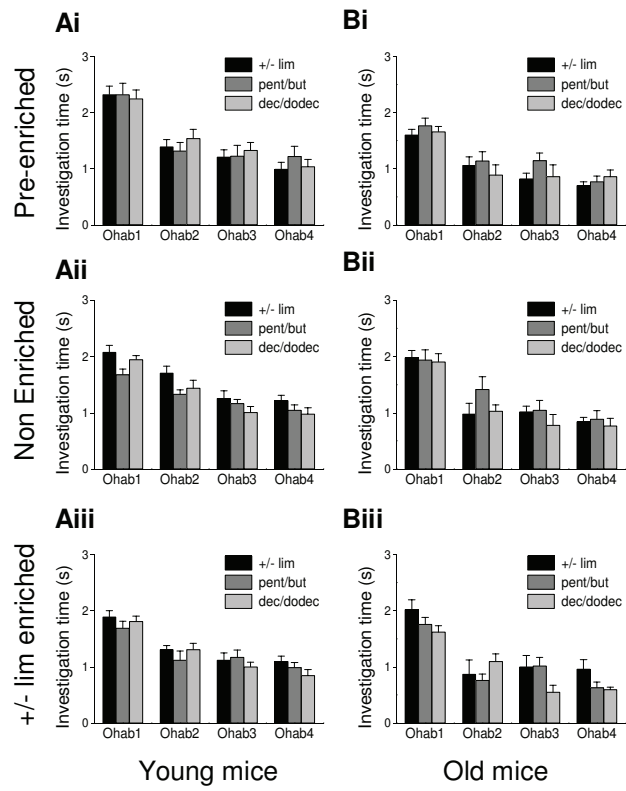 Ai
Pre-enriched
Investigation time (s)
3
2
1
0
+/- lim
pent/but
dec/dodec
Ohab1 Ohab2 Ohab3 Ohab4
Bi
Investigation time (s)
3
2
1
0
+/- lim
pent/but
dec/dodec
Ohab1 Ohab2 Ohab3 Ohab4
Aii
Non Enriched
Investigation time (s)
3
2
1
0
+/- lim
pent/but
dec/dodec
Ohab1 Ohab2 Ohab3 Ohab4
Bii
Investigation time (s)
3
2
1
0
+/- lim
pent/but
dec/dodec
Ohab1 Ohab2 Ohab3 Ohab4
Aiii
+/- lim enriched
Investigation time (s)
3
2
1
0
+/- lim
pent/but
dec/dodec
Ohab1 Ohab2 Ohab3 Ohab4
Biii
Investigation time (s)
3
2
1
0
+/- lim
pent/but
dec/dodec
Ohab1 Ohab2 Ohab3 Ohab4
Young mice
Old mice